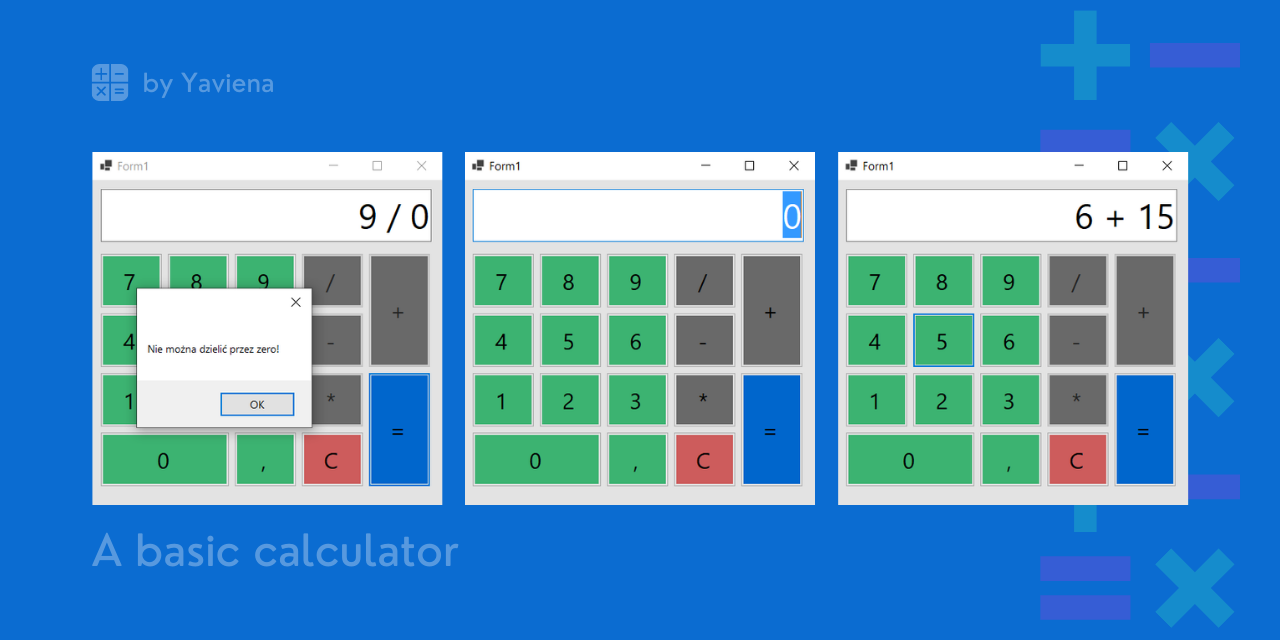 by Yaviena
Form1
9 / 0
7 8 9 / +
4 -
Nie można dzielić przez zero!
1 *
OK
=
0 , C
Form1
0
7 8 9 / +
4 5 6 -
1 2 3 *
=
0 , C
Form1
6 + 15
7 8 9 / +
4 5 6 -
1 2 3 *
=
0 , C
A basic calculator